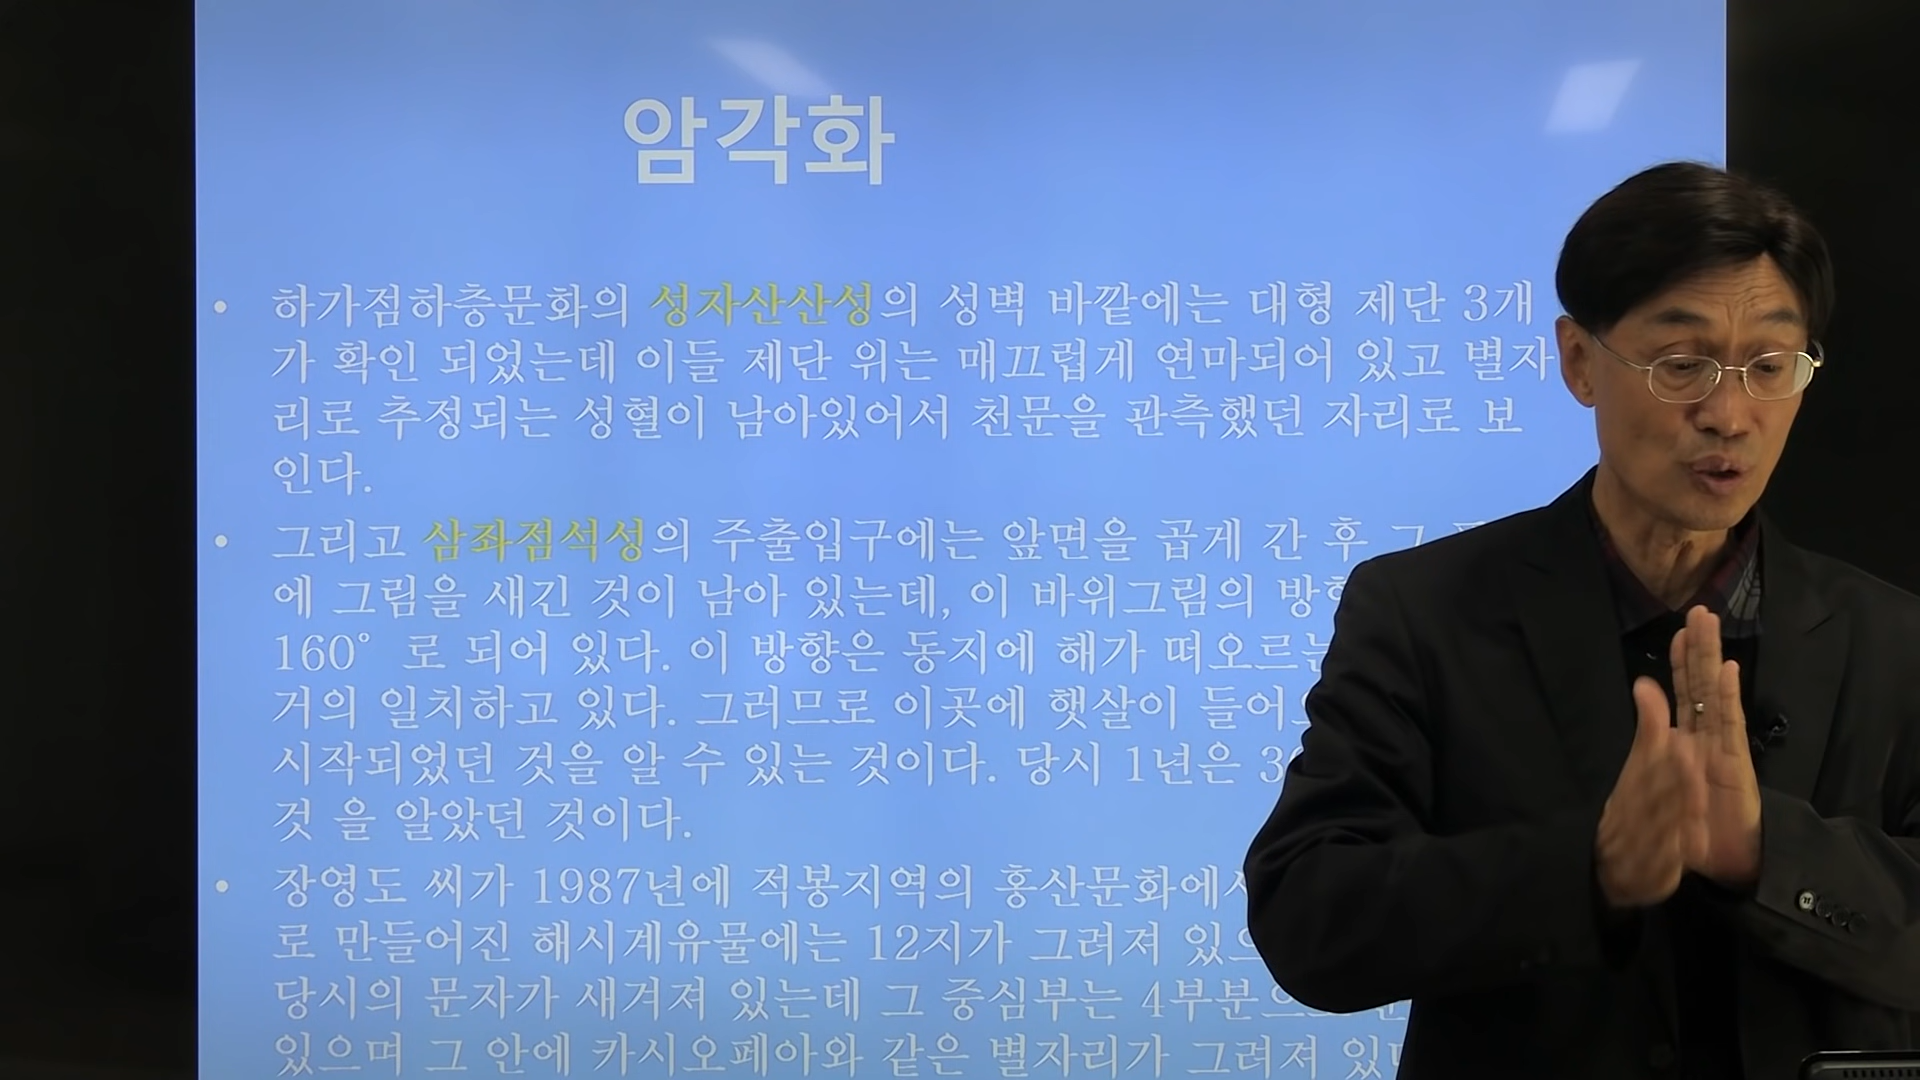 암각화
• 하가점하층문화의 성자산산성의 성벽 바깥에는 대형 제단 3개
가 확인 되었는데 이들 제단 위는 매끄럽게 연마되어 있고 별자
리로 추정되는 성혈이 남아있어서 천문을 관측했던 자리로 보
인다.
• 그리고 삼좌점석성의 주출입구에는 앞면을 곱게 간 후 그
에 그림을 새긴 것이 남아 있는데, 이 바위그림의
160° 로 되어 있다. 이 방향은 동지에 해가 떠오르는
거의 일치하고 있다. 그러므로 이곳에 햇살이
시작되었던 것을 알 수 있는 것이다. 당시 1년은
것 을 알았던 것이다.
• 장영도 씨가 1987년에 적봉지역의 홍산문화에서
로 만들어진 해시계유물에는 12지가 그려져
당시의 문자가 새겨져 있는데 그 중심부는 4부분으로
있으며 그 안에 카시오페아와 같은 별자리가 그려져